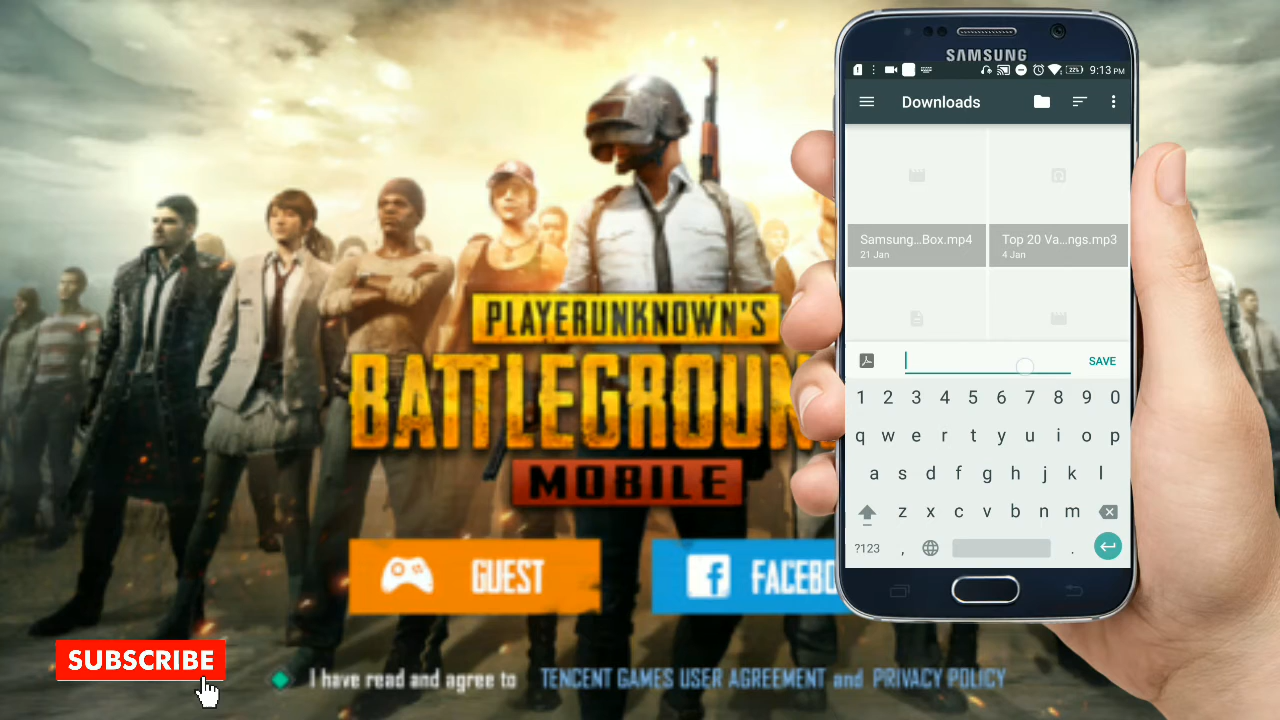 SAMSUNG
22%
9:13 PM
Downloads
Samsung...Box.mp4
21 Jan
Top 20 Va...ngs.mp3
4 Jan
SAVE
1 2 3 4 5 6 7 8 9 0
q w e r t y u i o p
a s d f g h j k l
z x c v b n m
?123 , .
PLAYERUNKNOWN'S
BATTLEGROUN
MOBILE
GUEST
f FACEBO
SUBSCRIBE
I have read and agree to TENCENT GAMES USER AGREEMENT and PRIVACY POLICY